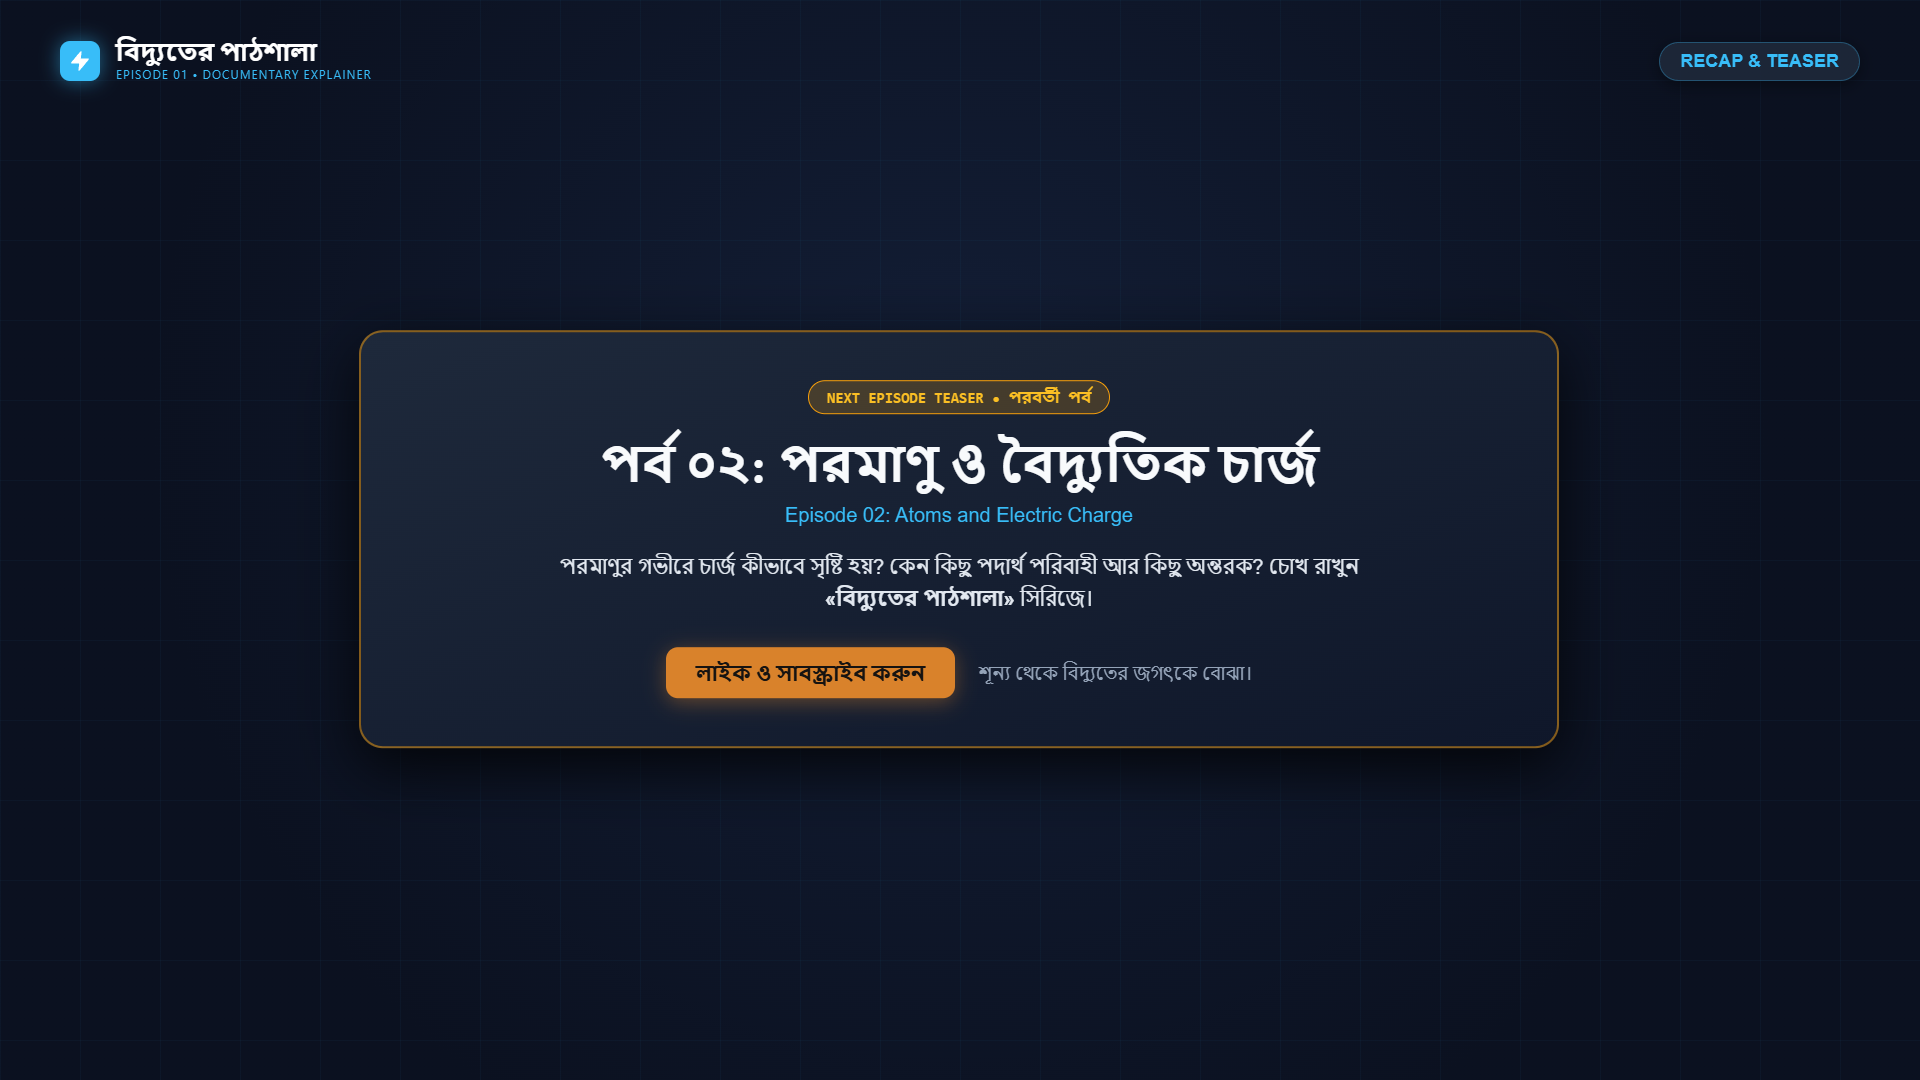 বিদ্যুতের পাঠশালা
EPISODE 01 • DOCUMENTARY EXPLAINER
RECAP & TEASER
NEXT EPISODE TEASER • পরবর্তী পর্ব
পর্ব ০২: পরমাণু ও বৈদ্যুতিক চার্জ
Episode 02: Atoms and Electric Charge
পরমাণুর গভীরে চার্জ কীভাবে সৃষ্টি হয়? কেন কিছু পদার্থ পরিবাহী আর কিছু অন্তরক? চোখ রাখুন
«বিদ্যুতের পাঠশালা» সিরিজে।
লাইক ও সাবস্ক্রাইব করুন
শূন্য থেকে বিদ্যুতের জগৎকে বোঝা।